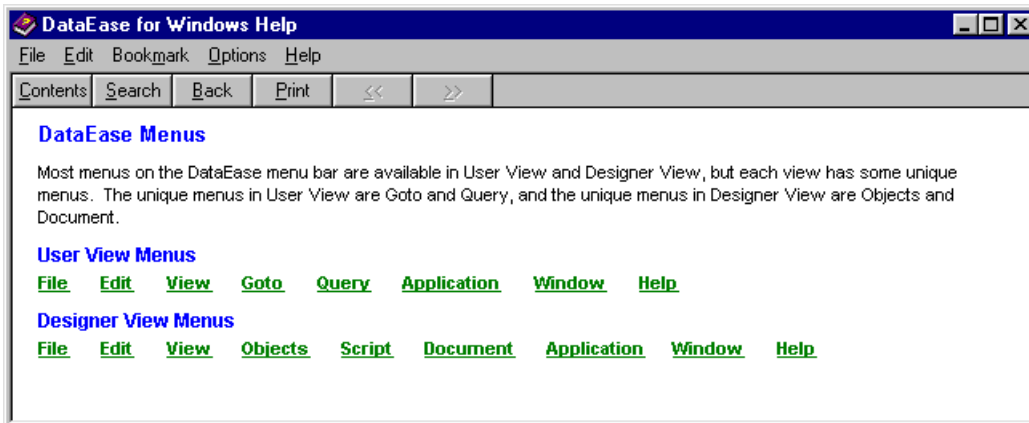 DataEase for Windows Help
File Edit Bookmark Options Help
Contents Search Back Print << >>
DataEase Menus
Most menus on the DataEase menu bar are available in User View and Designer View, but each view has some unique
menus. The unique menus in User View are Goto and Query, and the unique menus in Designer View are Objects and
Document.
User View Menus
File Edit View Goto Query Application Window Help
Designer View Menus
File Edit View Objects Script Document Application Window Help